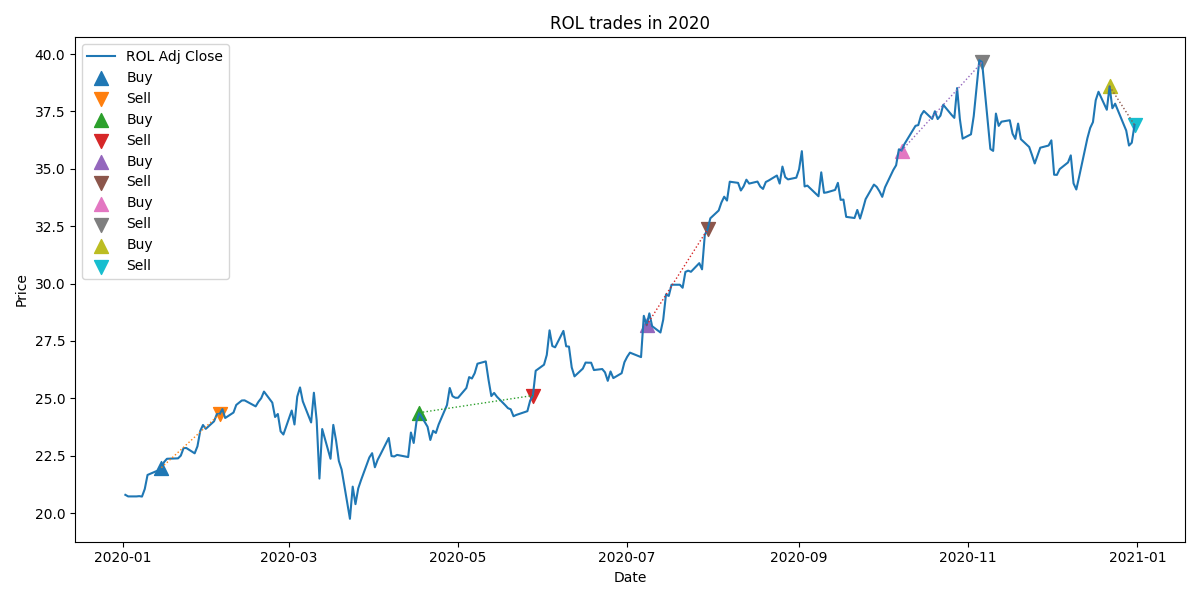 ROL trades in 2020
40.0
37.5
35.0
32.5
30.0
27.5
25.0
22.5
20.0
Price
ROL Adj Close
Buy
Sell
Buy
Sell
Buy
Sell
Buy
Sell
Buy
Sell
2020-01
2020-03
2020-05
2020-07
2020-09
2020-11
2021-01
Date